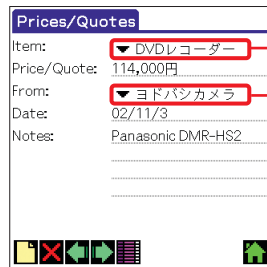 Prices/Quotes
Item: ▼ DVDレコーダー
Price/Quote: 114,000円
From: ▼ ヨドバシカメラ
Date: 02/11/3
Notes: Panasonic DMR-HS2